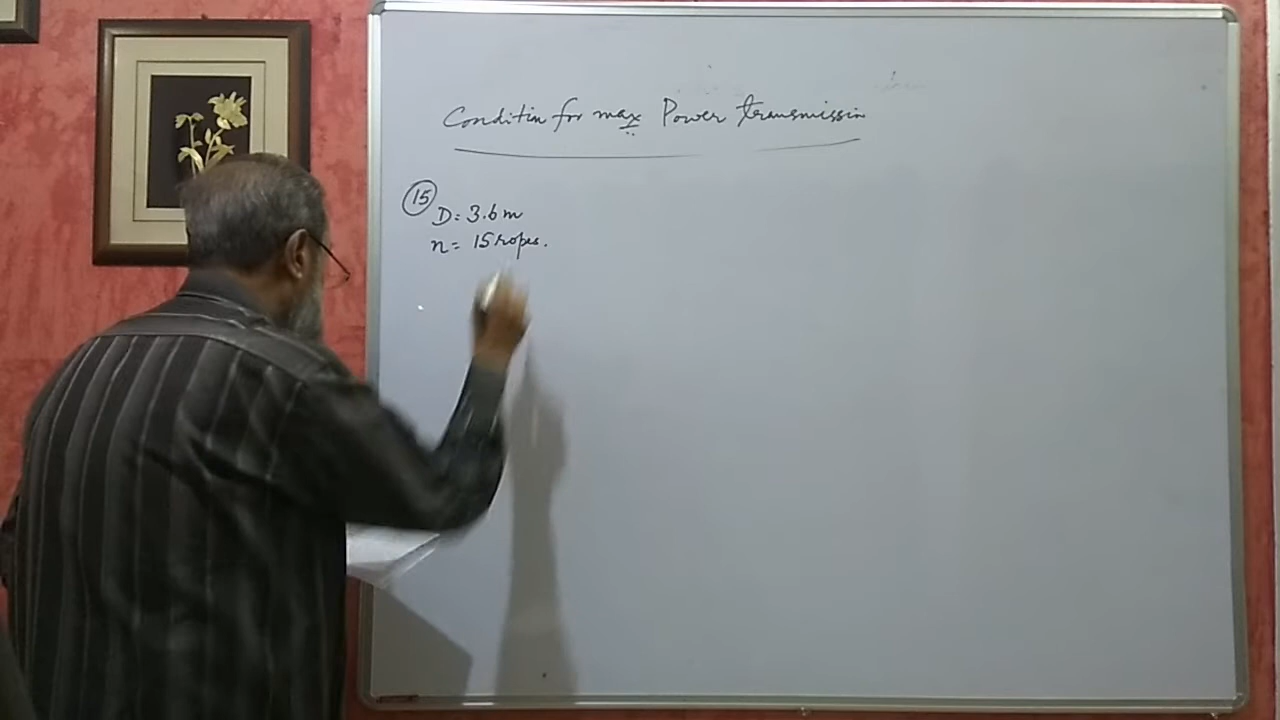 Condition for max Power transmission
15
D = 3.6 m
n = 15 ropes.